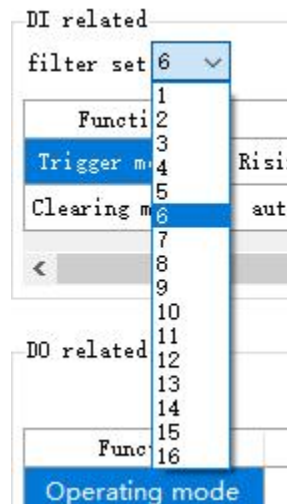 DI related
filter set 6
1
Functi 2
3
Trigger m 4 Risi
5
Clearing m 6 aut
7
8
9
10
11
DO related 12
13
14
15
Func 16
Operating mode